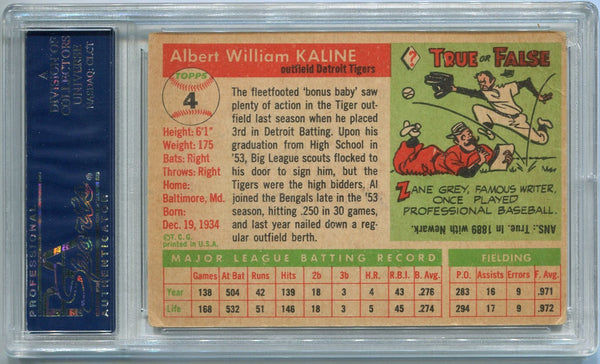 A
DIVISION OF
COLLECTORS
UNIVERSE
NASDAQ: CLCT
PROFESSIONAL
AUTHENTICATION
Albert William KALINE
outfield Detroit Tigers
TOPPS
4
Height: 6'1"
Weight: 175
Bats: Right
Throws: Right
Home:
Baltimore, Md.
Born:
Dec. 19, 1934
©T. C. G.
printed in U.S.A.
The fleetfooted 'bonus baby' saw
plenty of action in the Tiger out-
field last season when he placed
3rd in Detroit Batting. Upon his
graduation from High School in
'53, Big League scouts flocked to
his door to sign him, but the
Tigers were the high bidders. Al
joined the Bengals late in the '53
season, hitting .250 in 30 games,
and last year nailed down a reg-
ular outfield berth.
?
TRUE OR FALSE
ZANE GREY, FAMOUS WRITER,
ONCE PLAYED
PROFESSIONAL BASEBALL.
ANS.: True. In 1889 with Newark.
MAJOR LEAGUE BATTING RECORD
Games At Bat Runs Hits 2b 3b H.R. R.B.I. B. Avg.
Year 138 504 42 139 18 3 4 43 .276
Life 168 532 51 146 18 3 5 45 .274
FIELDING
P.O. Assists Errors F. Avg.
283 16 9 .971
294 17 9 .972